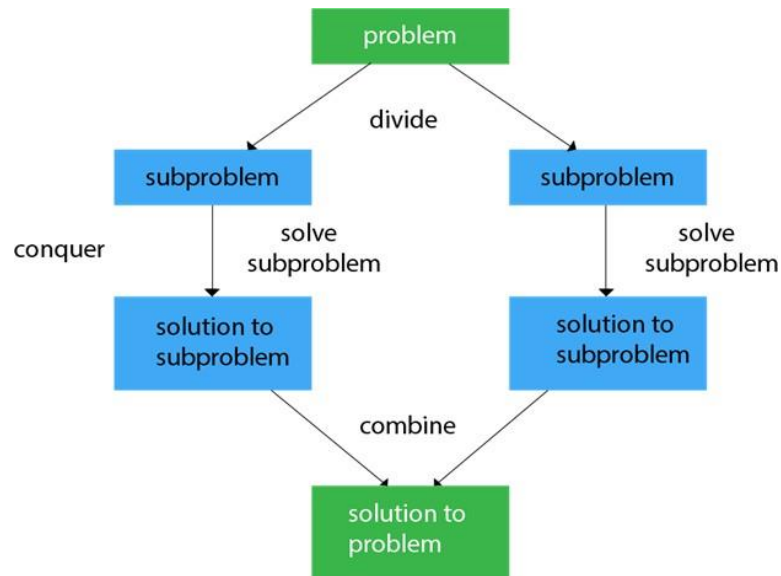 problem
divide
subproblem
subproblem
conquer
solve
subproblem
solve
subproblem
solution to
subproblem
solution to
subproblem
combine
solution to
problem